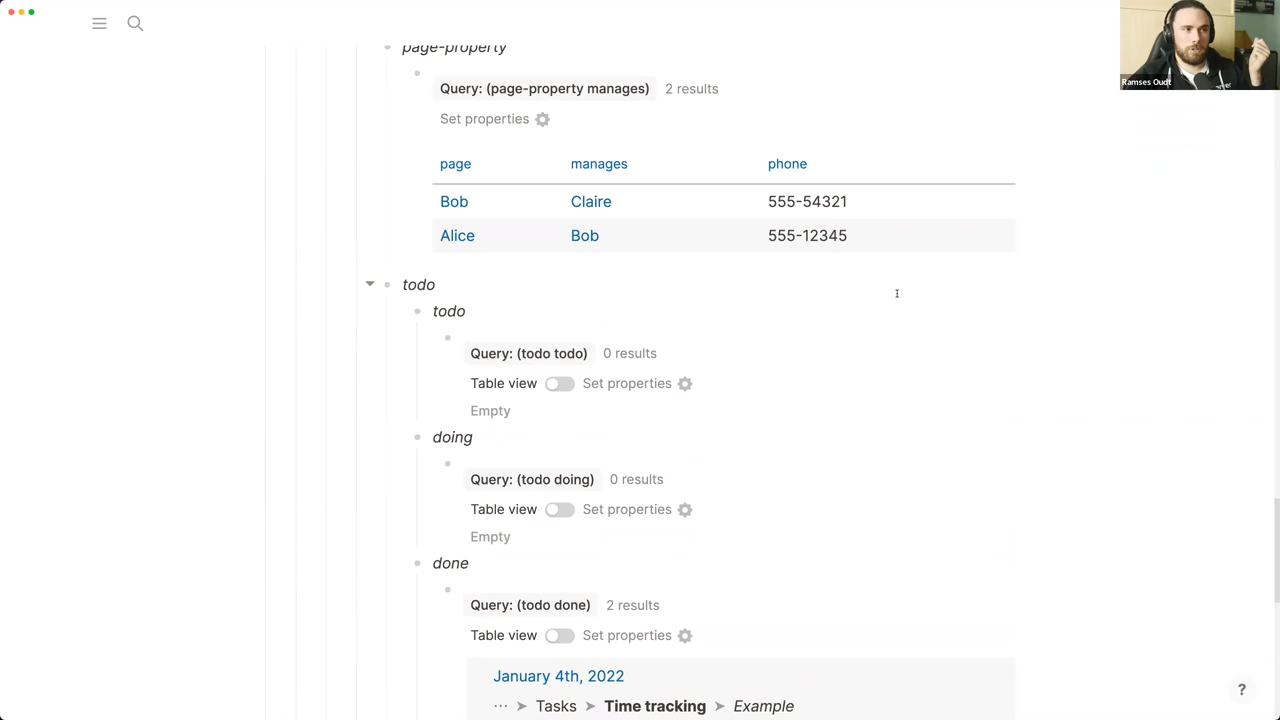 page-property
Query: (page-property manages) 2 results
Set properties
page manages phone
Bob Claire 555-54321
Alice Bob 555-12345
todo
todo
Query: (todo todo) 0 results
Table view Set properties
Empty
doing
Query: (todo doing) 0 results
Table view Set properties
Empty
done
Query: (todo done) 2 results
Table view Set properties
January 4th, 2022
··· ➤ Tasks ➤ Time tracking ➤ Example
Ramses Oudt
?